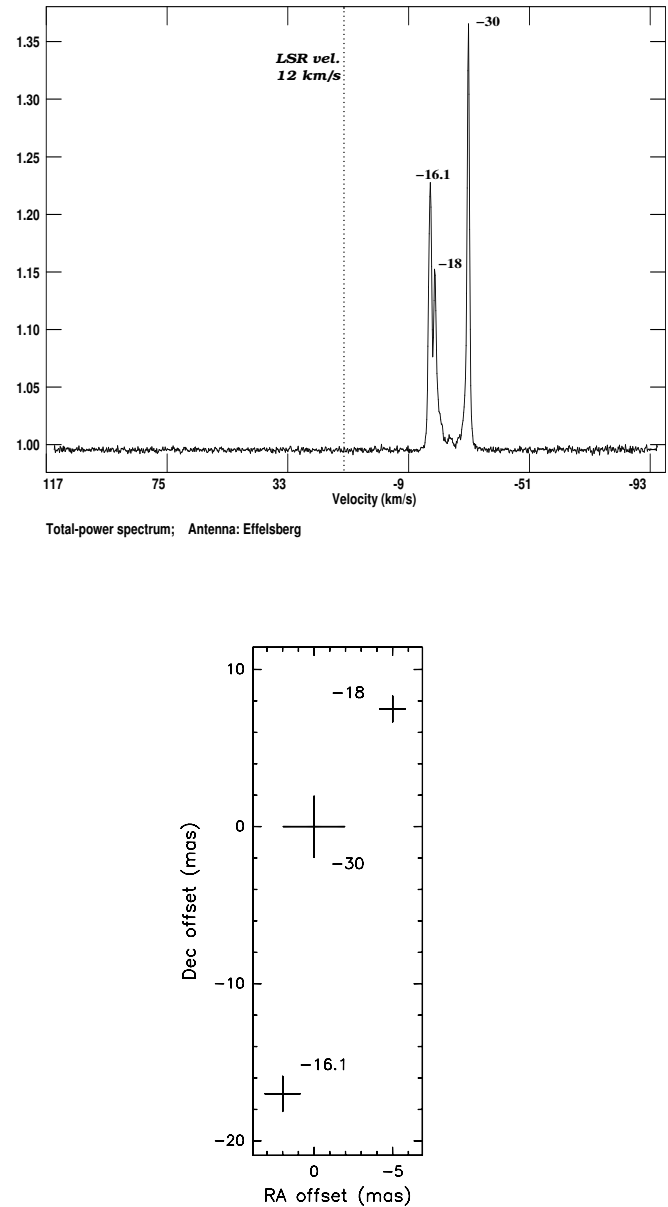 −30
1.35
LSR vel.
12 km/s
1.30
1.25
−16.1
1.20
−18
1.15
1.10
1.05
1.00
117 75 33 -9 -51 -93
Velocity (km/s)
Total-power spectrum; Antenna: Effelsberg
10
−18
0
−30
Dec offset (mas)
−10
−16.1
−20
0 −5
RA offset (mas)